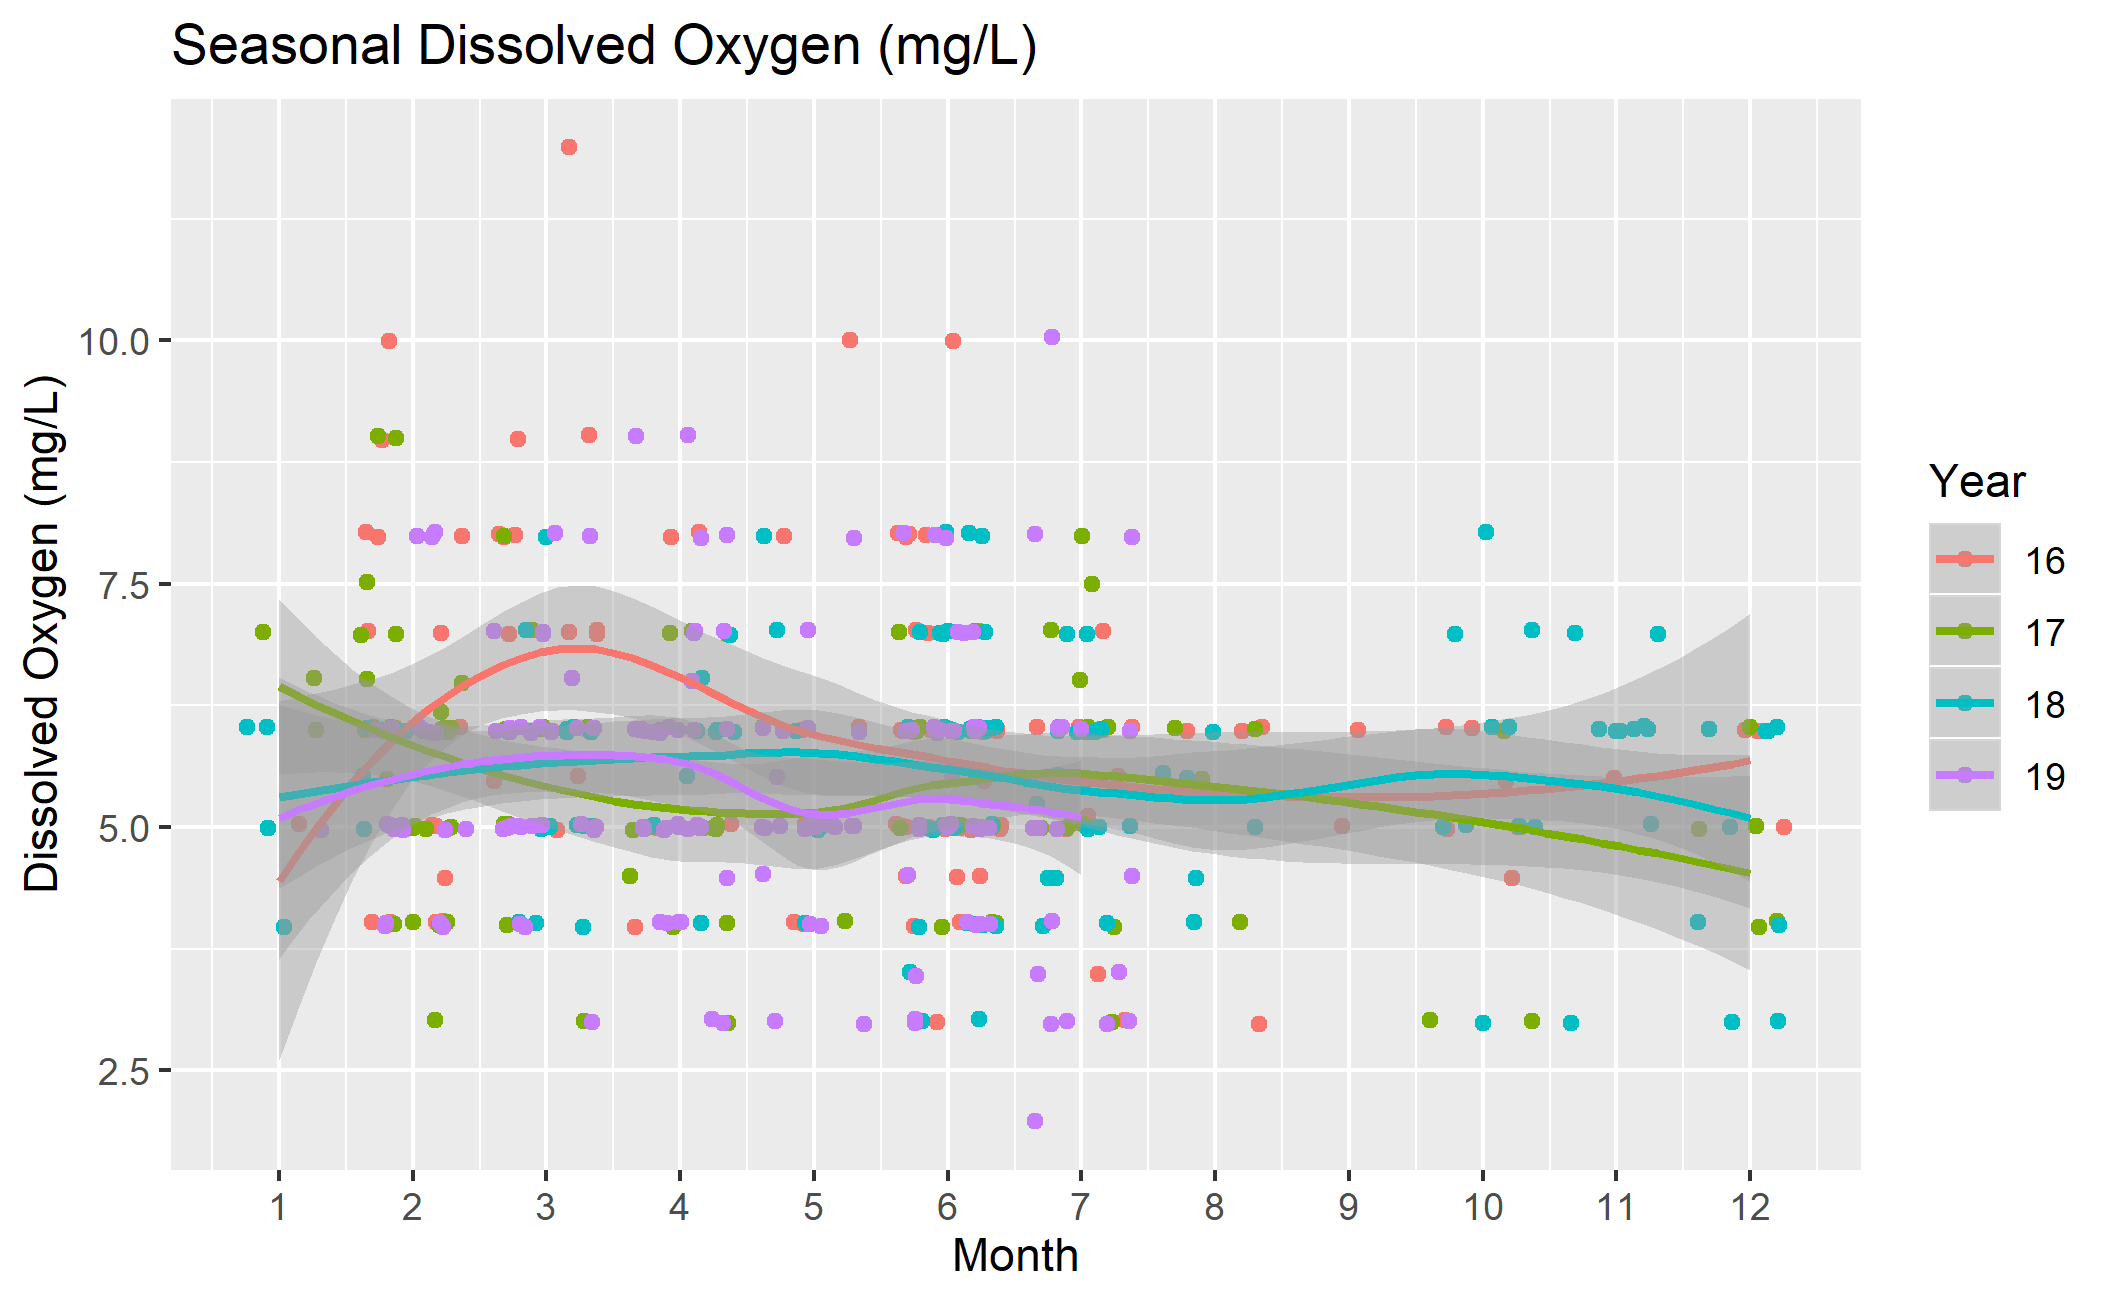 Seasonal Dissolved Oxygen (mg/L)
Dissolved Oxygen (mg/L)
10.0
7.5
5.0
2.5
1 2 3 4 5 6 7 8 9 10 11 12
Month
Year
16
17
18
19